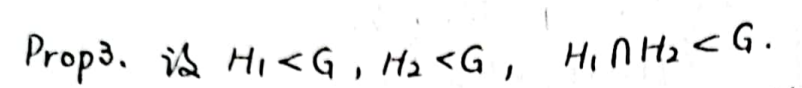 Prop3. 设 H₁<G, H₂<G, H₁∩H₂<G.